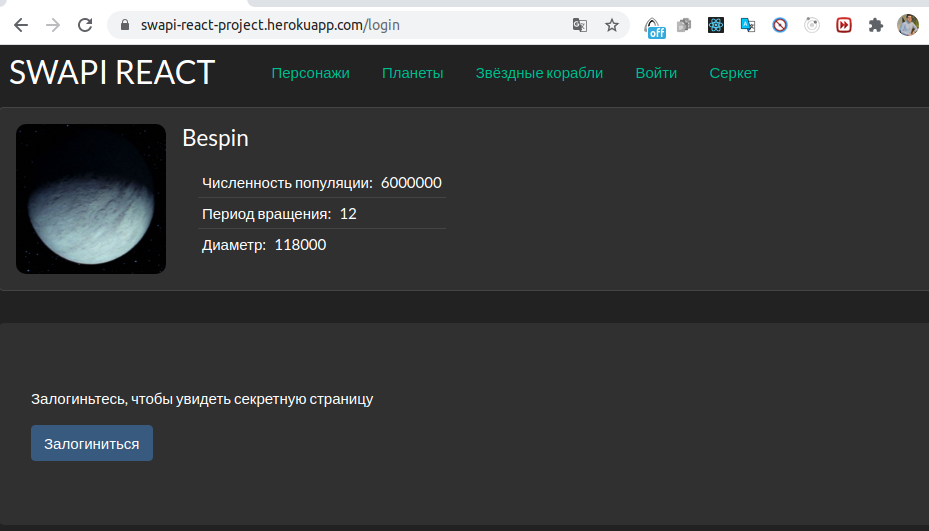 swapi-react-project.herokuapp.com/login
off
SWAPI REACT Персонажи Планеты Звёздные корабли Войти Серкет
Bespin
Численность популяции: 6000000
Период вращения: 12
Диаметр: 118000
Залогиньтесь, чтобы увидеть секретную страницу
Залогиниться